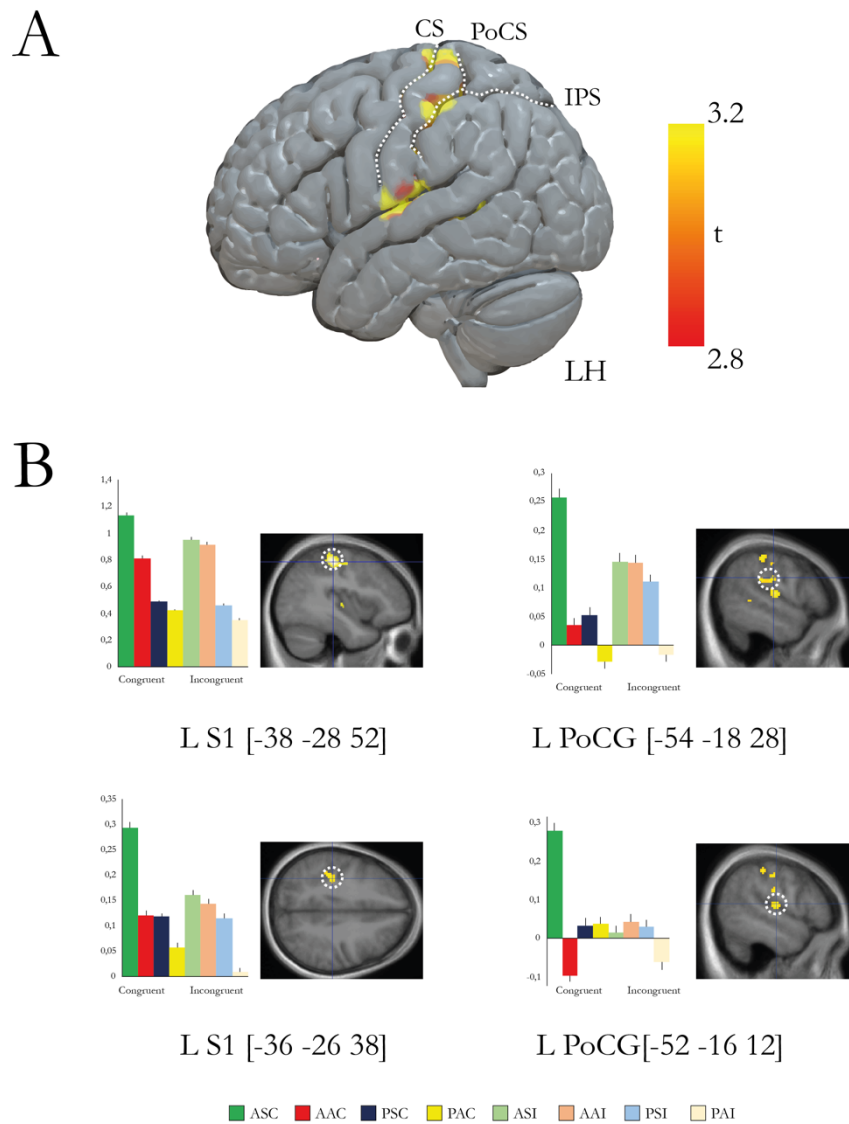 A
CS PoCS
IPS
3.2
t
2.8
LH
B
1,4
1,2
1
0,8
0,6
0,4
0,2
0
Congruent Incongruent
L S1 [-38 -28 52]
0,3
0,25
0,2
0,15
0,1
0,05
0
-0,05
Congruent Incongruent
L PoCG [-54 -18 28]
0,35
0,3
0,25
0,2
0,15
0,1
0,05
0
Congruent Incongruent
L S1 [-36 -26 38]
0,3
0,2
0,1
0
-0,1
Congruent Incongruent
L PoCG[-52 -16 12]
ASC AAC PSC PAC ASI AAI PSI PAI